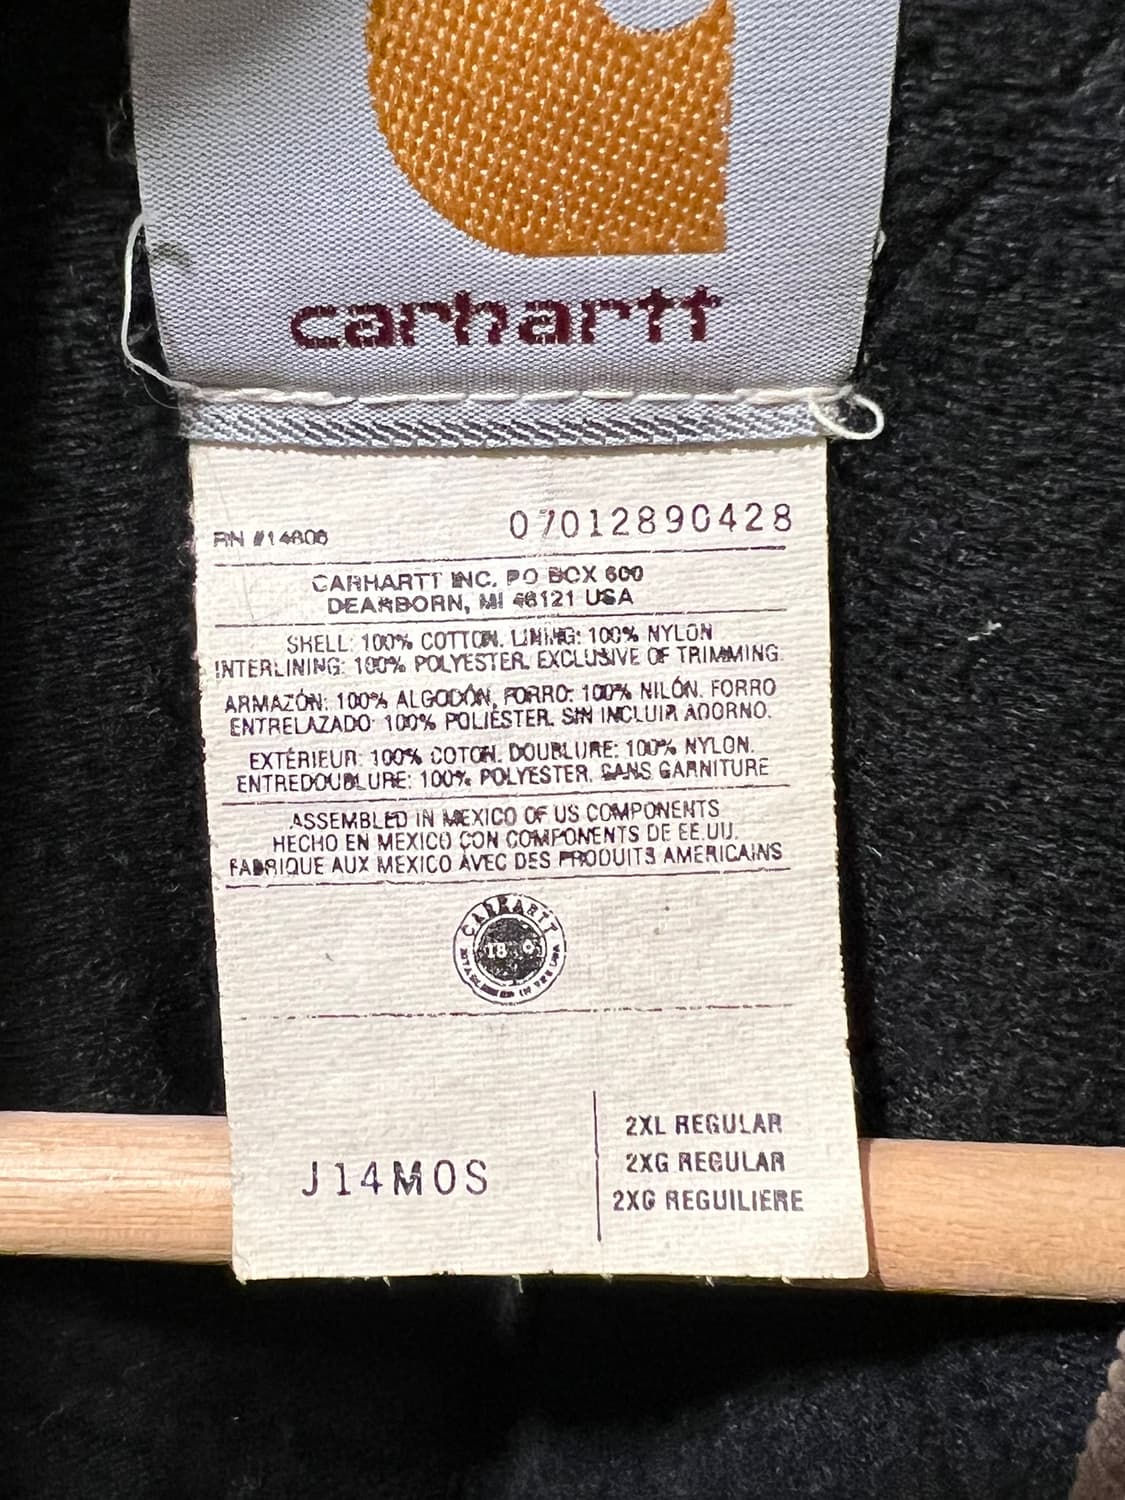 carhartt
RN #14806
07012890428
CARHARTT INC. PO BOX 600
DEARBORN, MI 48121 USA
SHELL: 100% COTTON. LINING: 100% NYLON
INTERLINING: 100% POLYESTER. EXCLUSIVE OF TRIMMING.
ARMAZÓN: 100% ALGODÓN, FORRO: 100% NILÓN. FORRO
ENTRELAZADO: 100% POLIÉSTER. SIN INCLUIR ADORNO.
EXTÉRIEUR: 100% COTON. DOUBLURE: 100% NYLON.
ENTREDOUBLURE: 100% POLYESTER. SANS GARNITURE
ASSEMBLED IN MEXICO OF US COMPONENTS
HECHO EN MEXICO CON COMPONENTS DE EE.UU.
FABRIQUE AUX MEXICO AVEC DES PRODUITS AMERICAINS
CARHARTT
IN THE USA
J14MOS
2XL REGULAR
2XG REGULAR
2XG REGUILIERE